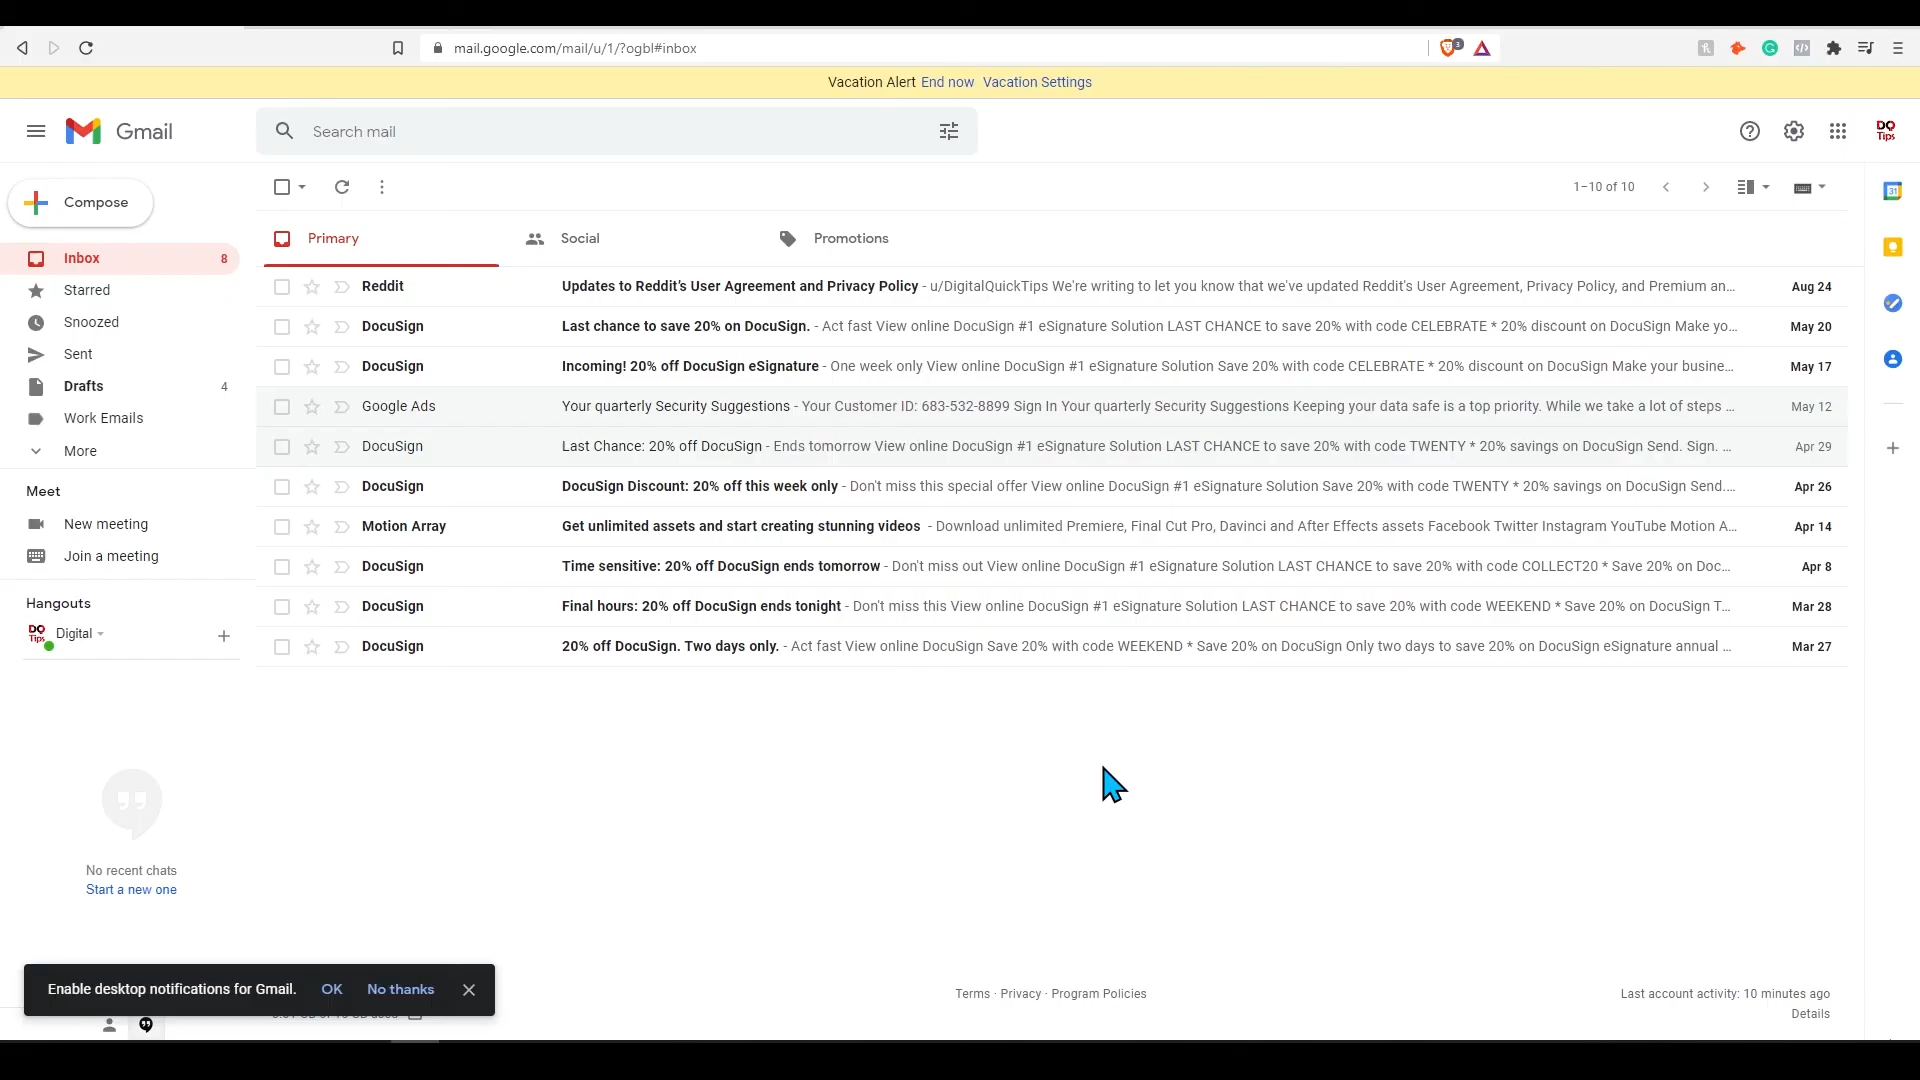 mail.google.com/mail/u/1/?ogbl#inbox
3
Vacation Alert End now Vacation Settings
Gmail
Search mail
DQ
Tips
Compose
1–10 of 10
31
Primary
Social
Promotions
Inbox 8
Starred
Snoozed
Sent
Drafts 4
Work Emails
More
Reddit Updates to Reddit's User Agreement and Privacy Policy - u/DigitalQuickTips We're writing to let you know that we've updated Reddit's User Agreement, Privacy Policy, and Premium an... Aug 24
DocuSign Last chance to save 20% on DocuSign. - Act fast View online DocuSign #1 eSignature Solution LAST CHANCE to save 20% with code CELEBRATE * 20% discount on DocuSign Make yo... May 20
DocuSign Incoming! 20% off DocuSign eSignature - One week only View online DocuSign #1 eSignature Solution Save 20% with code CELEBRATE * 20% discount on DocuSign Make your busine... May 17
Google Ads Your quarterly Security Suggestions - Your Customer ID: 683-532-8899 Sign In Your quarterly Security Suggestions Keeping your data safe is a top priority. While we take a lot of steps ... May 12
DocuSign Last Chance: 20% off DocuSign - Ends tomorrow View online DocuSign #1 eSignature Solution LAST CHANCE to save 20% with code TWENTY * 20% savings on DocuSign Send. Sign. ... Apr 29
DocuSign DocuSign Discount: 20% off this week only - Don't miss this special offer View online DocuSign #1 eSignature Solution Save 20% with code TWENTY * 20% savings on DocuSign Send.... Apr 26
Motion Array Get unlimited assets and start creating stunning videos - Download unlimited Premiere, Final Cut Pro, Davinci and After Effects assets Facebook Twitter Instagram YouTube Motion A... Apr 14
DocuSign Time sensitive: 20% off DocuSign ends tomorrow - Don't miss out View online DocuSign #1 eSignature Solution LAST CHANCE to save 20% with code COLLECT20 * Save 20% on Doc... Apr 8
DocuSign Final hours: 20% off DocuSign ends tonight - Don't miss this View online DocuSign #1 eSignature Solution LAST CHANCE to save 20% with code WEEKEND * Save 20% on DocuSign T... Mar 28
DocuSign 20% off DocuSign. Two days only. - Act fast View online DocuSign Save 20% with code WEEKEND * Save 20% on DocuSign Only two days to save 20% on DocuSign eSignature annual ... Mar 27
Meet
New meeting
Join a meeting
Hangouts
DQ
Tips
Digital
No recent chats
Start a new one
Enable desktop notifications for Gmail. OK No thanks
Terms · Privacy · Program Policies
Last account activity: 10 minutes ago
Details